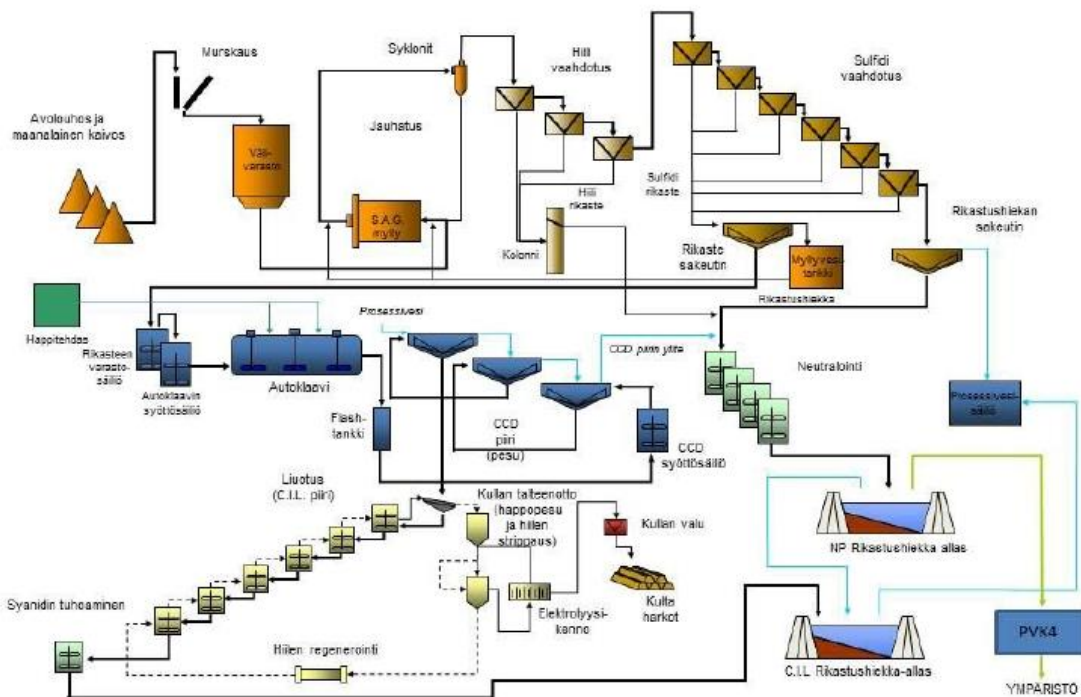 Murskaus
Avolouhos ja
maanalainen kaivos
Väli-
varasto
Syklonit
Jauhatus
S.A.G.
mylly
Hiili
vaahdotus
Hiili
rikaste
Kolonni
Sulfidi
vaahdotus
Sulfidi
rikaste
Rikaste
sakeutin
Myllyvesi-
tankki
Rikastushiekka
Rikastushiekan
sakeutin
Happitehdas
Rikasteen
varasto-
säiliö
Autoklaavin
syöttösäiliö
Autoklaavi
Prosessivesi
Flash-
tankki
CCD
piiri
(pesu)
CCD piirin ylite
CCD
syöttösäiliö
Neutralointi
Prosessivesi-
säiliö
Liuotus
(C.I.L. piiri)
Kullan talteenotto
(happopesu
ja hiilen
strippaus)
Kullan valu
Kulta
harkot
Elektrolyysi-
kenno
Syanidin tuhoaminen
Hiilen regenerointi
NP Rikastushiekka allas
C.I.L Rikastushiekka-allas
PVK4
YMPÄRISTÖ